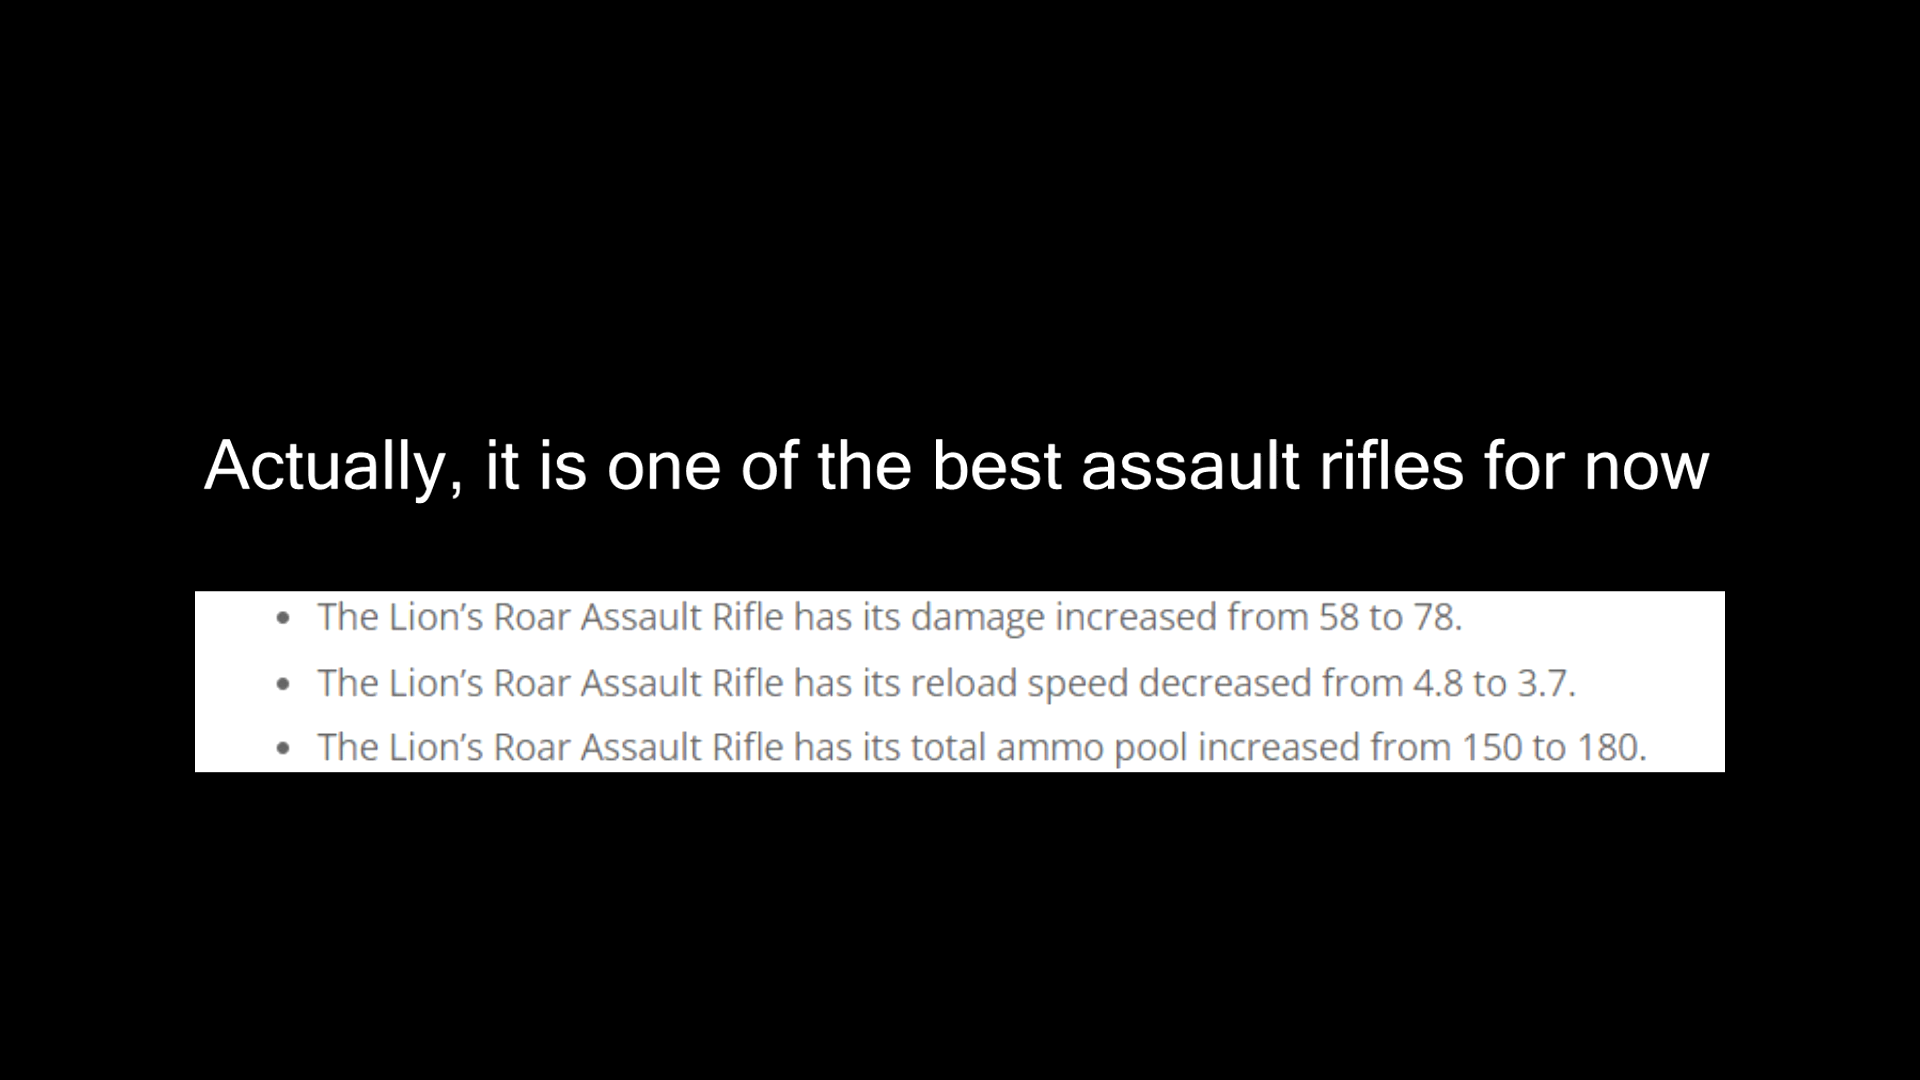 Actually, it is one of the best assault rifles for now
• The Lion’s Roar Assault Rifle has its damage increased from 58 to 78.
• The Lion’s Roar Assault Rifle has its reload speed decreased from 4.8 to 3.7.
• The Lion’s Roar Assault Rifle has its total ammo pool increased from 150 to 180.